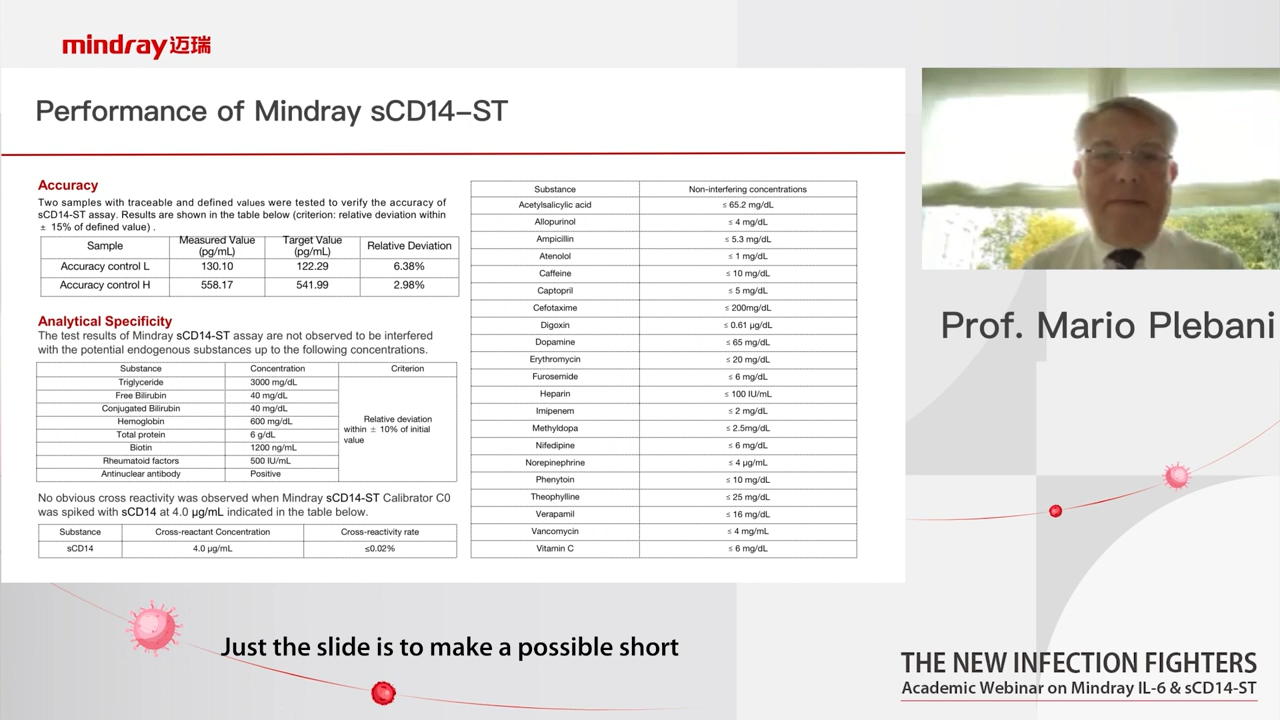 mindray迈瑞
Performance of Mindray sCD14-ST
Accuracy
Two samples with traceable and defined values were tested to verify the accuracy of
sCD14-ST assay. Results are shown in the table below (criterion: relative deviation within
± 15% of defined value) .
Sample Measured Value (pg/mL) Target Value (pg/mL) Relative Deviation
Accuracy control L 130.10 122.29 6.38%
Accuracy control H 558.17 541.99 2.98%
Analytical Specificity
The test results of Mindray sCD14-ST assay are not observed to be interfered
with the potential endogenous substances up to the following concentrations.
Substance Concentration Criterion
Triglyceride 3000 mg/dL
Free Bilirubin 40 mg/dL
Conjugated Bilirubin 40 mg/dL
Hemoglobin 600 mg/dL
Total protein 6 g/dL
Biotin 1200 ng/mL
Rheumatoid factors 500 IU/mL
Antinuclear antibody Positive
Relative deviation
within ± 10% of initial
value
No obvious cross reactivity was observed when Mindray sCD14-ST Calibrator C0
was spiked with sCD14 at 4.0 μg/mL indicated in the table below.
Substance Cross-reactant Concentration Cross-reactivity rate
sCD14 4.0 μg/mL ≤0.02%
Substance Non-interfering concentrations
Acetylsalicylic acid ≤ 65.2 mg/dL
Allopurinol ≤ 4 mg/dL
Ampicillin ≤ 5.3 mg/dL
Atenolol ≤ 1 mg/dL
Caffeine ≤ 10 mg/dL
Captopril ≤ 5 mg/dL
Cefotaxime ≤ 200mg/dL
Digoxin ≤ 0.61 μg/dL
Dopamine ≤ 65 mg/dL
Erythromycin ≤ 20 mg/dL
Furosemide ≤ 6 mg/dL
Heparin ≤ 100 IU/mL
Imipenem ≤ 2 mg/dL
Methyldopa ≤ 2.5mg/dL
Nifedipine ≤ 6 mg/dL
Norepinephrine ≤ 4 μg/mL
Phenytoin ≤ 10 mg/dL
Theophylline ≤ 25 mg/dL
Verapamil ≤ 16 mg/dL
Vancomycin ≤ 4 mg/mL
Vitamin C ≤ 6 mg/dL
Prof. Mario Plebani
Just the slide is to make a possible short
THE NEW INFECTION FIGHTERS
Academic Webinar on Mindray IL-6 & sCD14-ST